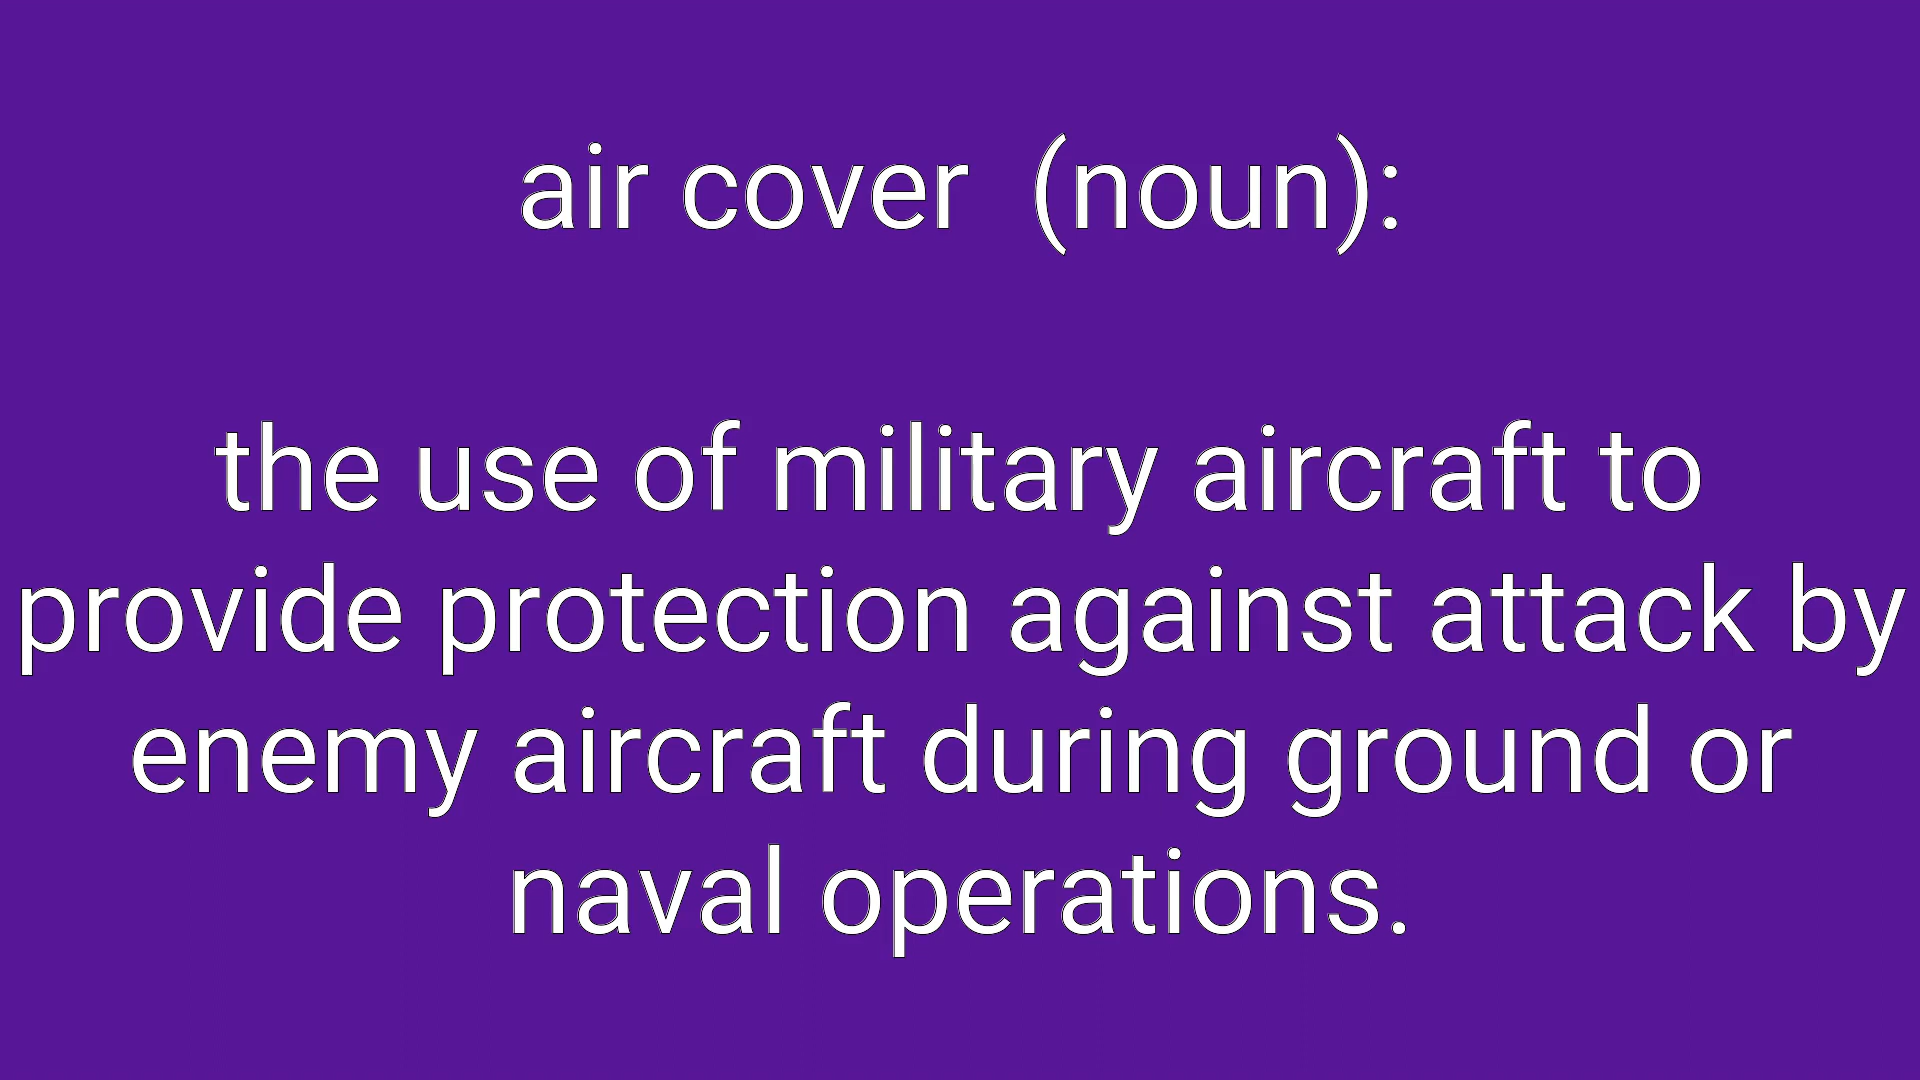 air cover  (noun):
the use of military aircraft to
provide protection against attack by
enemy aircraft during ground or
naval operations.